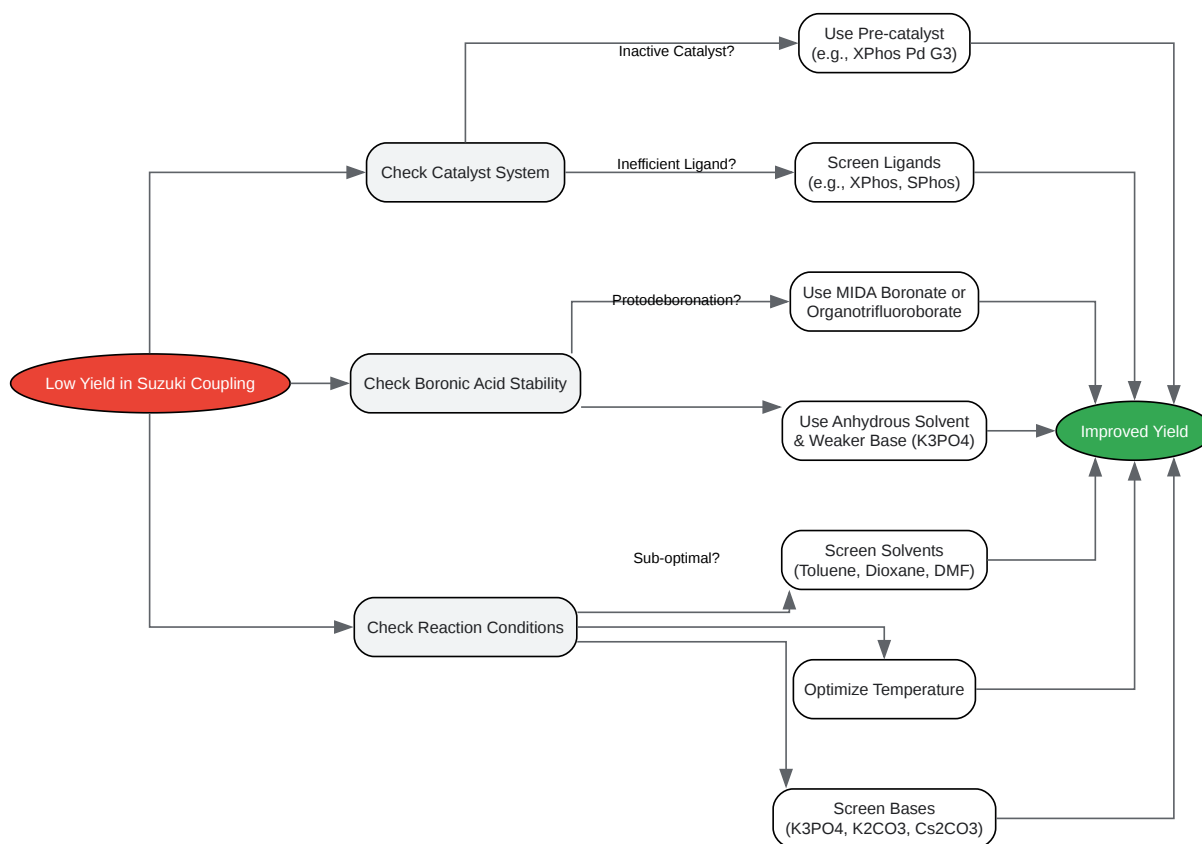 Use Pre-catalyst
(e.g., XPhos Pd G3)
Inactive Catalyst?
Check Catalyst System
Inefficient Ligand?
Screen Ligands
(e.g., XPhos, SPhos)
Protodeboronation?
Use MIDA Boronate or
Organotrifluoroborate
Low Yield in Suzuki Coupling
Check Boronic Acid Stability
Use Anhydrous Solvent
& Weaker Base (K3PO4)
Improved Yield
Sub-optimal?
Screen Solvents
(Toluene, Dioxane, DMF)
Check Reaction Conditions
Optimize Temperature
Screen Bases
(K3PO4, K2CO3, Cs2CO3)